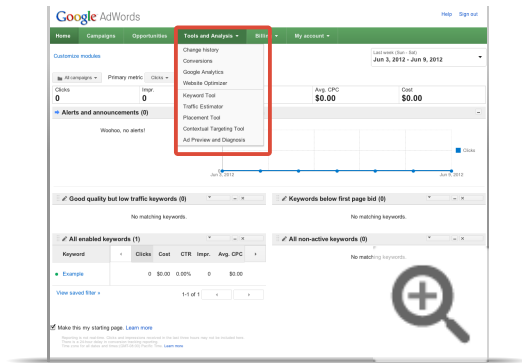 Google AdWords
Help Sign out
Home Campaigns Opportunities Tools and Analysis Billing My account
Customize modules
Change history
Conversions
Google Analytics
Website Optimizer
Keyword Tool
Traffic Estimator
Placement Tool
Contextual Targeting Tool
Ad Preview and Diagnosis
Last week (Sun - Sat)
Jun 3, 2012 - Jun 9, 2012
All campaigns Primary metric Clicks
Clicks Impr. Avg. CPC Cost
0 0 $0.00 $0.00
Alerts and announcements (0)
Woohoo, no alerts!
Clicks
0
Jun 3, 2012 Jun 9, 2012
Good quality but low traffic keywords (0) Keywords below first page bid (0)
No matching keywords. No matching keywords.
All enabled keywords (1) All non-active keywords (0)
Keyword Clicks Cost CTR Impr. Avg. CPC
No matching keywords.
Example 0 $0.00 0.00% 0 $0.00
View saved filter » 1-1 of 1
Make this my starting page. Learn more